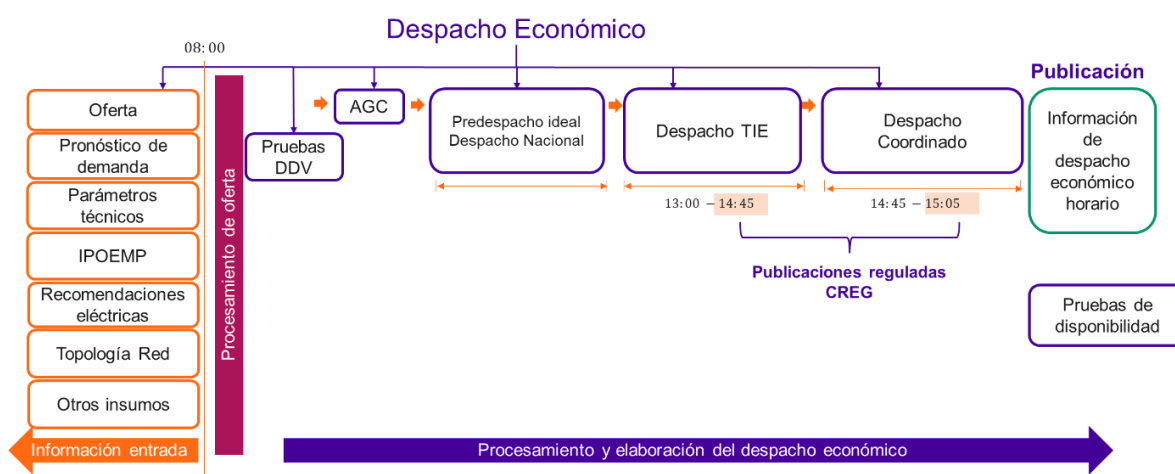 Despacho Económico
08:00
Oferta
Pronóstico de
demanda
Parámetros
técnicos
IPOEMP
Recomendaciones
eléctricas
Topología Red
Otros insumos
Información entrada
Procesamiento de oferta
Pruebas
DDV
AGC
Predespacho ideal
Despacho Nacional
Despacho TIE
13:00 – 14:45
Despacho
Coordinado
14:45 – 15:05
Publicaciones reguladas
CREG
Publicación
Información
de
despacho
económico
horario
Pruebas de
disponibilidad
Procesamiento y elaboración del despacho económico